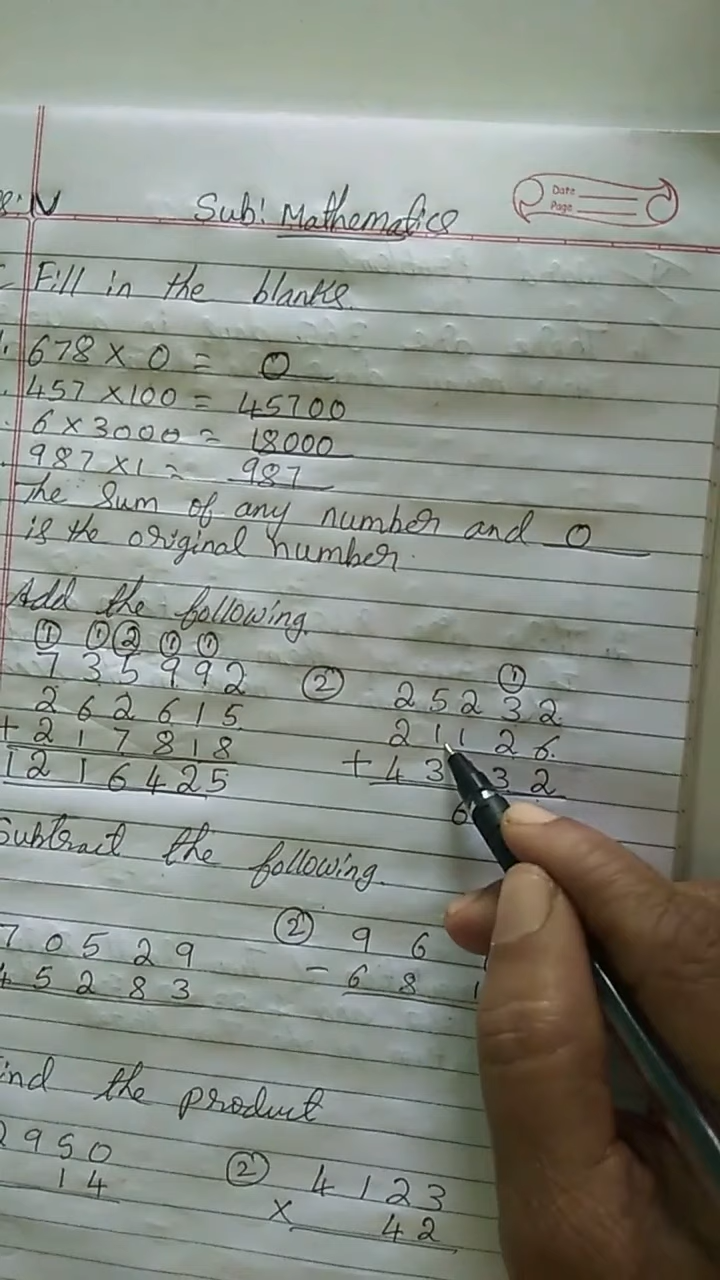 IV Sub: Mathematics
Date
Page
Fill in the blanks
678 X 0 = 0
457 X 100 = 45700
6 X 3000 = 18000
987 X 1 = 987
The sum of any number and 0
is the original number.
Add the following.
1 1 2 1 1
7 3 5 9 9 2
2 6 2 6 1 5
+ 2 1 7 8 1 8
1 2 1 6 4 2 5
2 1
2 5 2 3 2
2 1 1 2 6
+ 4 3 3 2
6
Subtract the following.
7 0 5 2 9
4 5 2 8 3
2 9 6
- 6 8 1
the product
2 9 5 0
1 4
2 4 1 2 3
X 4 2